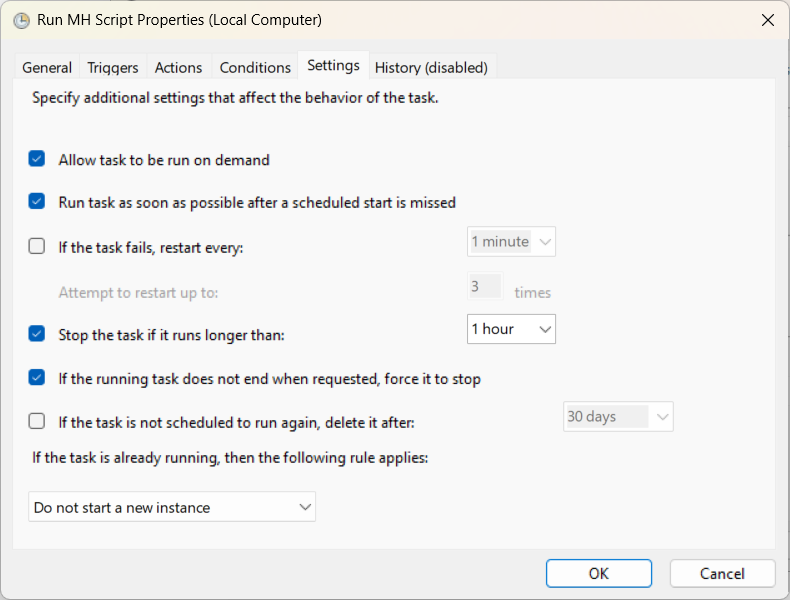 Run MH Script Properties (Local Computer)
General Triggers Actions Conditions Settings History (disabled)
Specify additional settings that affect the behavior of the task.
Allow task to be run on demand
Run task as soon as possible after a scheduled start is missed
If the task fails, restart every: 1 minute
Attempt to restart up to: 3 times
Stop the task if it runs longer than: 1 hour
If the running task does not end when requested, force it to stop
If the task is not scheduled to run again, delete it after: 30 days
If the task is already running, then the following rule applies:
Do not start a new instance
OK Cancel